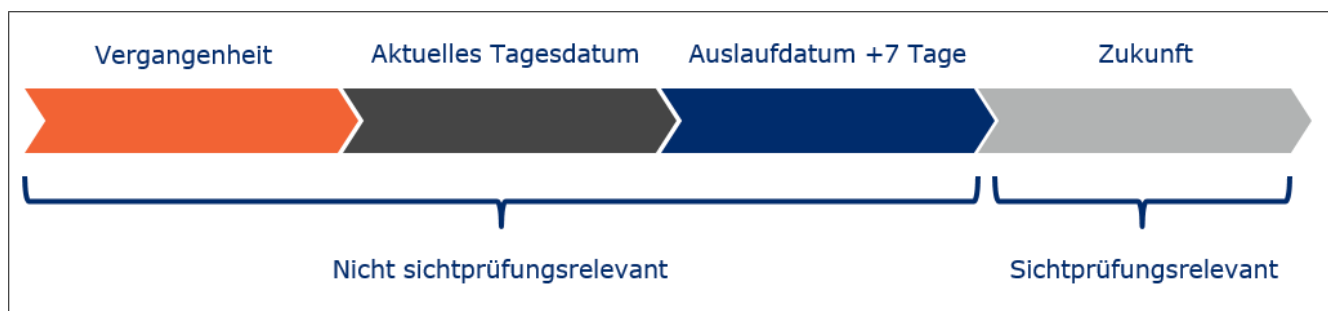 Vergangenheit
Aktuelles Tagesdatum
Auslaufdatum +7 Tage
Zukunft
Nicht sichtprüfungsrelevant
Sichtprüfungsrelevant